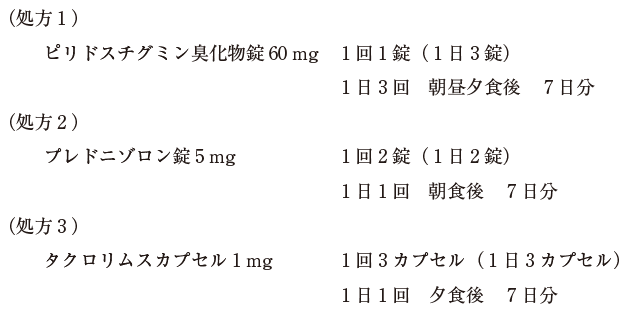 （処方１）
ピリドスチグミン臭化物錠60 mg　１回１錠（１日３錠）
１日３回　朝昼夕食後　７日分
（処方２）
プレドニゾロン錠５mg　１回２錠（１日２錠）
１日１回　朝食後　７日分
（処方３）
タクロリムスカプセル１mg　１回３カプセル（１日３カプセル）
１日１回　夕食後　７日分